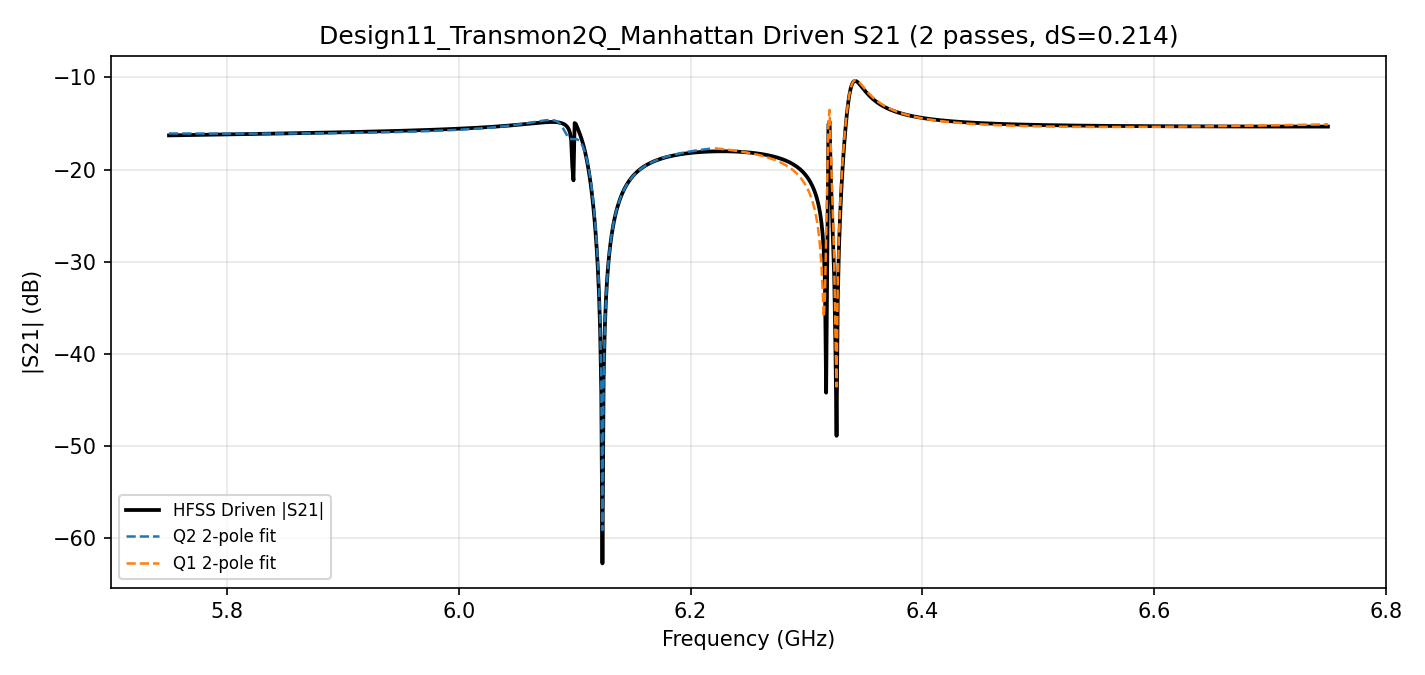 Design11_Transmon2Q_Manhattan Driven S21 (2 passes, dS=0.214)
|S21| (dB)
−10
−20
−30
−40
−50
−60
HFSS Driven |S21|
Q2 2-pole fit
Q1 2-pole fit
5.8 6.0 6.2 6.4 6.6 6.8
Frequency (GHz)